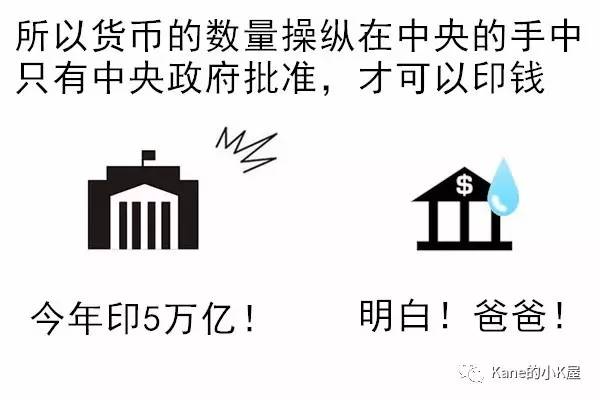 所以货币的数量操纵在中央的手中
只有中央政府批准，才可以印钱
$
今年印5万亿！
明白！爸爸！
Kane的小K屋